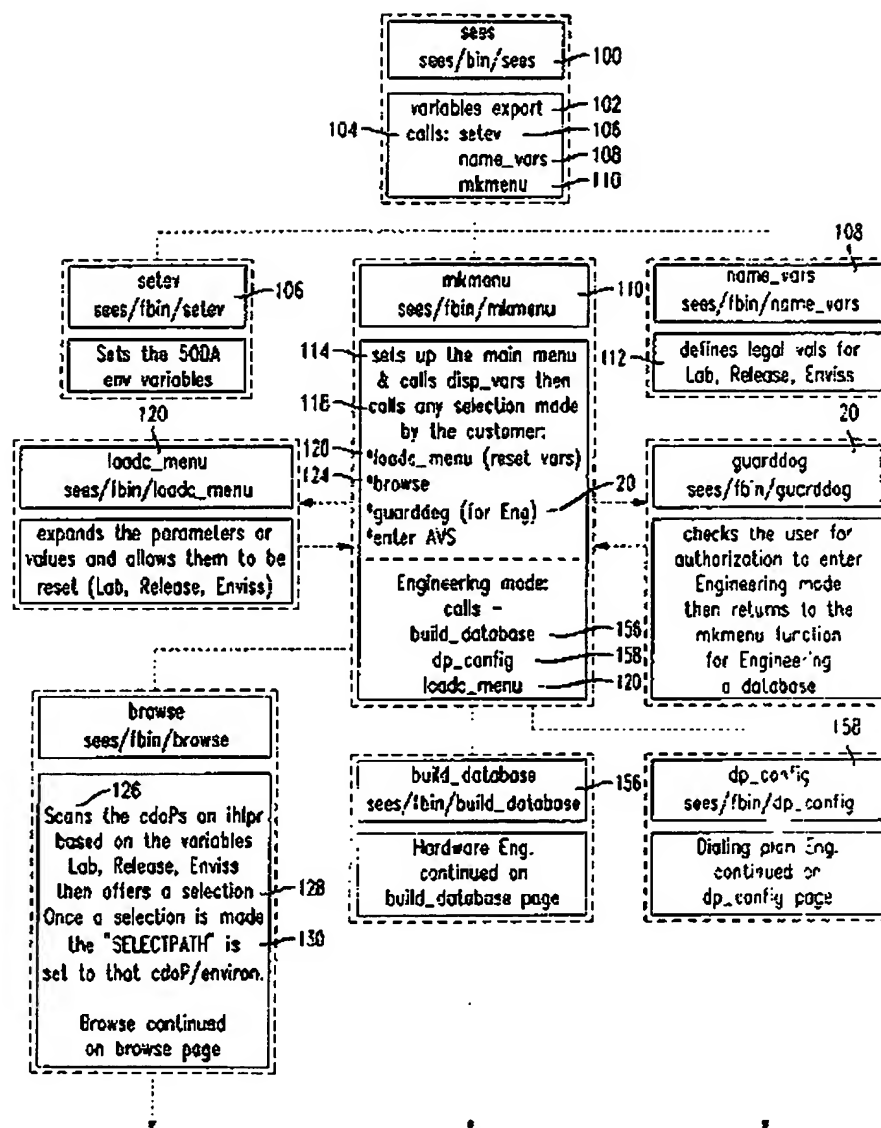 sees
sees/bin/sees
100
variables export
102
104
calls: setev
106
name_vars
108
mkmenu
110
setev
sees/fbin/setev
106
Sets the 5ODA
env variables
mkmenu
sees/fbin/mkmenu
110
108
name_vars
sees/fbin/name_vars
112
defines legal vals for
Lab, Release, Enviss
114
sets up the main menu
& calls disp_vars then
116
calls any selection made
by the customer:
120
*loadc_menu (reset vars)
124
*browse
*guarddog (for Eng)
20
*enter AVS
Engineering mode:
calls -
build_database
156
dp_config
158
loadc_menu
120
120
loadc_menu
sees/fbin/loadc_menu
expands the parameters or
values and allows them to be
reset (Lab, Release, Enviss)
20
guarddog
sees/fbin/guarddog
checks the user for
authorization to enter
Engineering mode
then returns to the
mkmenu function
for Engineering
a database
browse
sees/fbin/browse
126
Scans the cdoPs on ihlpr
based on the variables
Lab, Release, Enviss
then offers a selection
128
Once a selection is made
the "SELECTPATH" is
130
set to that cdoP/environ.
Browse continued
on browse page
build_database
sees/fbin/build_database
156
Hardware Eng.
continued on
build_database page
158
dp_config
sees/fbin/dp_config
Dialing plan Eng.
continued on
dp_config page